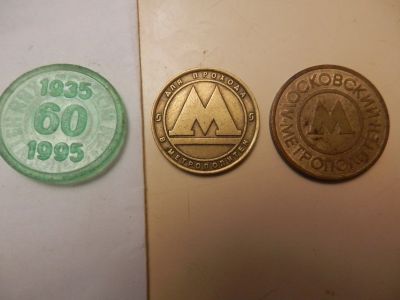 1935
60
1995
ДЛЯ ПРОХОДА
5 М 5
В МЕТРОПОЛИТЕН
МОСКОВСКИЙ
М
МЕТРОПОЛИТЕН